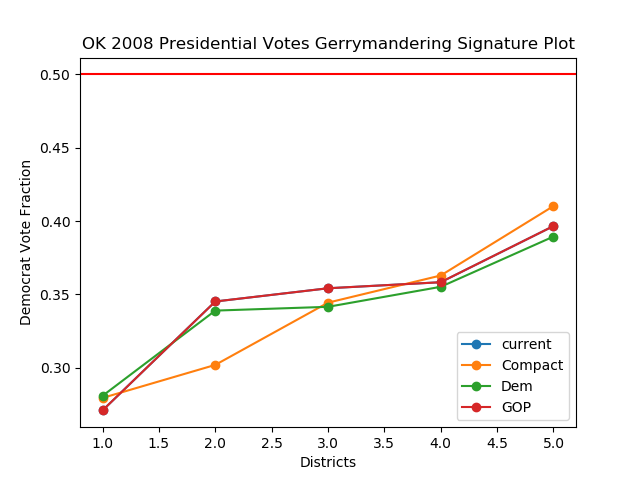 OK 2008 Presidential Votes Gerrymandering Signature Plot
0.50
0.45
0.40
0.35
0.30
Democrat Vote Fraction
current
Compact
Dem
GOP
1.0 1.5 2.0 2.5 3.0 3.5 4.0 4.5 5.0
Districts